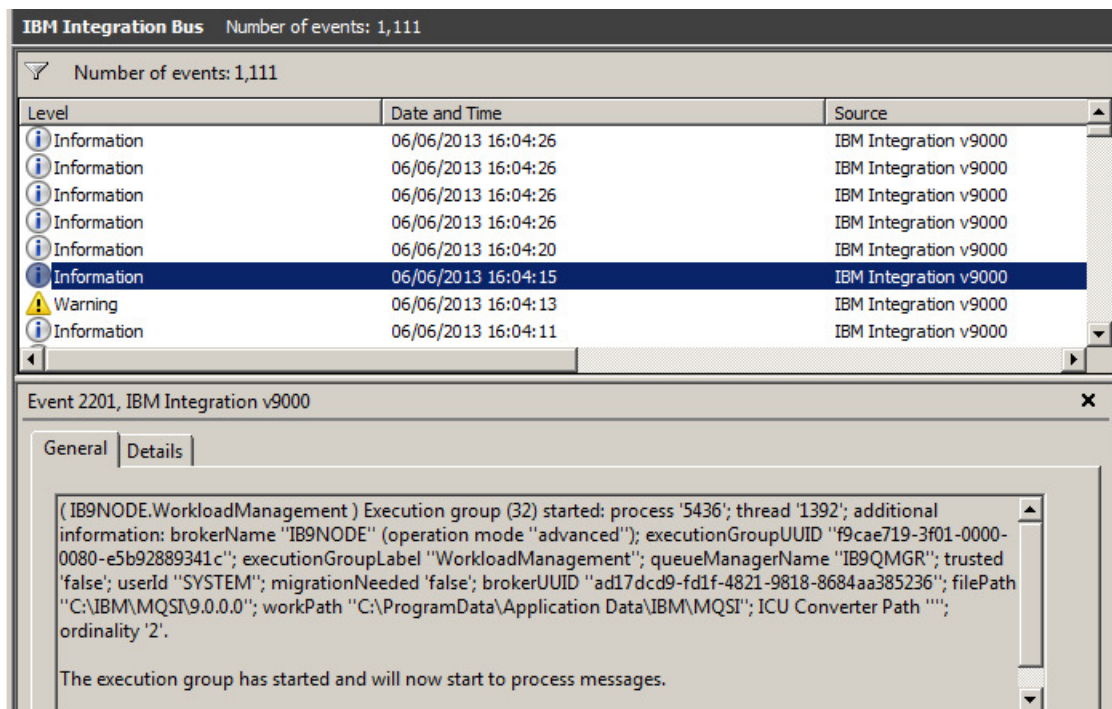 IBM Integration Bus Number of events: 1,111
Number of events: 1,111
Level Date and Time Source
Information 06/06/2013 16:04:26 IBM Integration v9000
Information 06/06/2013 16:04:26 IBM Integration v9000
Information 06/06/2013 16:04:26 IBM Integration v9000
Information 06/06/2013 16:04:26 IBM Integration v9000
Information 06/06/2013 16:04:20 IBM Integration v9000
Information 06/06/2013 16:04:15 IBM Integration v9000
Warning 06/06/2013 16:04:13 IBM Integration v9000
Information 06/06/2013 16:04:11 IBM Integration v9000
Event 2201, IBM Integration v9000
General Details
( IB9NODE.WorkloadManagement ) Execution group (32) started: process '5436'; thread '1392'; additional
information: brokerName ''IB9NODE'' (operation mode ''advanced''); executionGroupUUID ''f9cae719-3f01-0000-
0080-e5b92889341c''; executionGroupLabel ''WorkloadManagement''; queueManagerName ''IB9QMGR''; trusted
'false'; userId ''SYSTEM''; migrationNeeded 'false'; brokerUUID ''ad17dcd9-fd1f-4821-9818-8684aa385236''; filePath
''C:\IBM\MQSI\9.0.0.0''; workPath ''C:\ProgramData\Application Data\IBM\MQSI''; ICU Converter Path '''';
ordinality '2'.
The execution group has started and will now start to process messages.